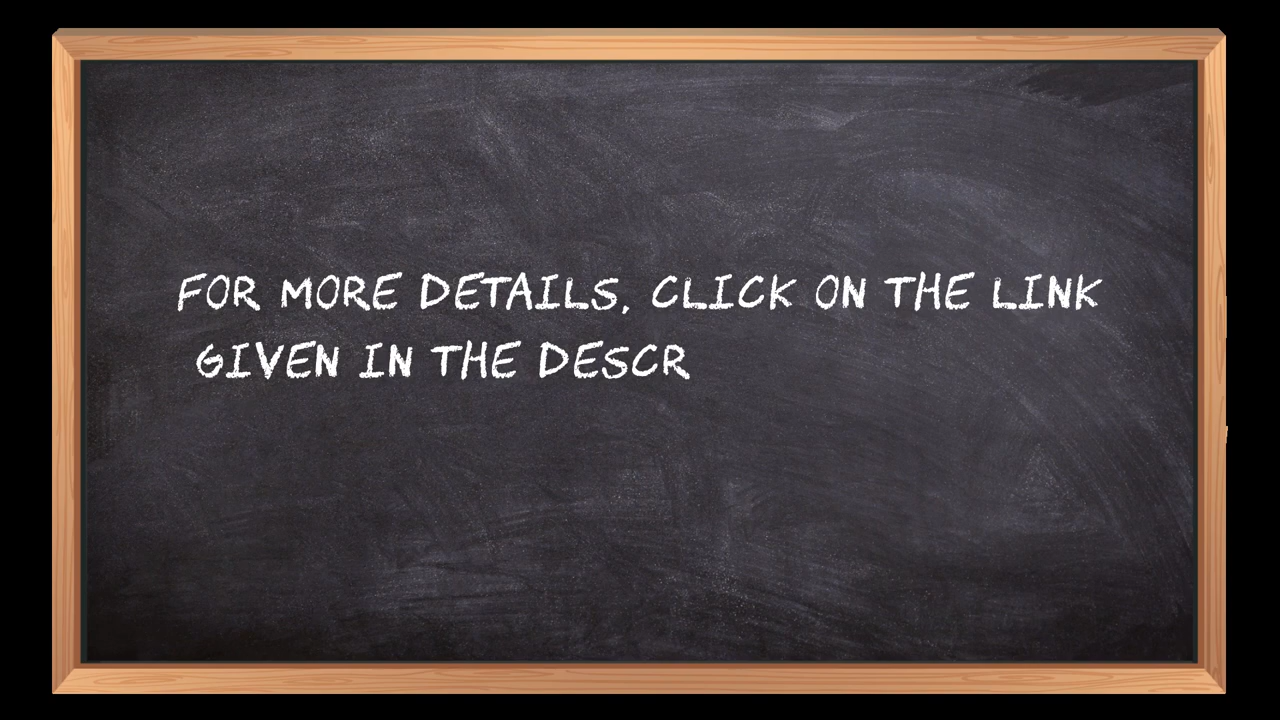 FOR MORE DETAILS, CLICK ON THE LINK
GIVEN IN THE DESCR